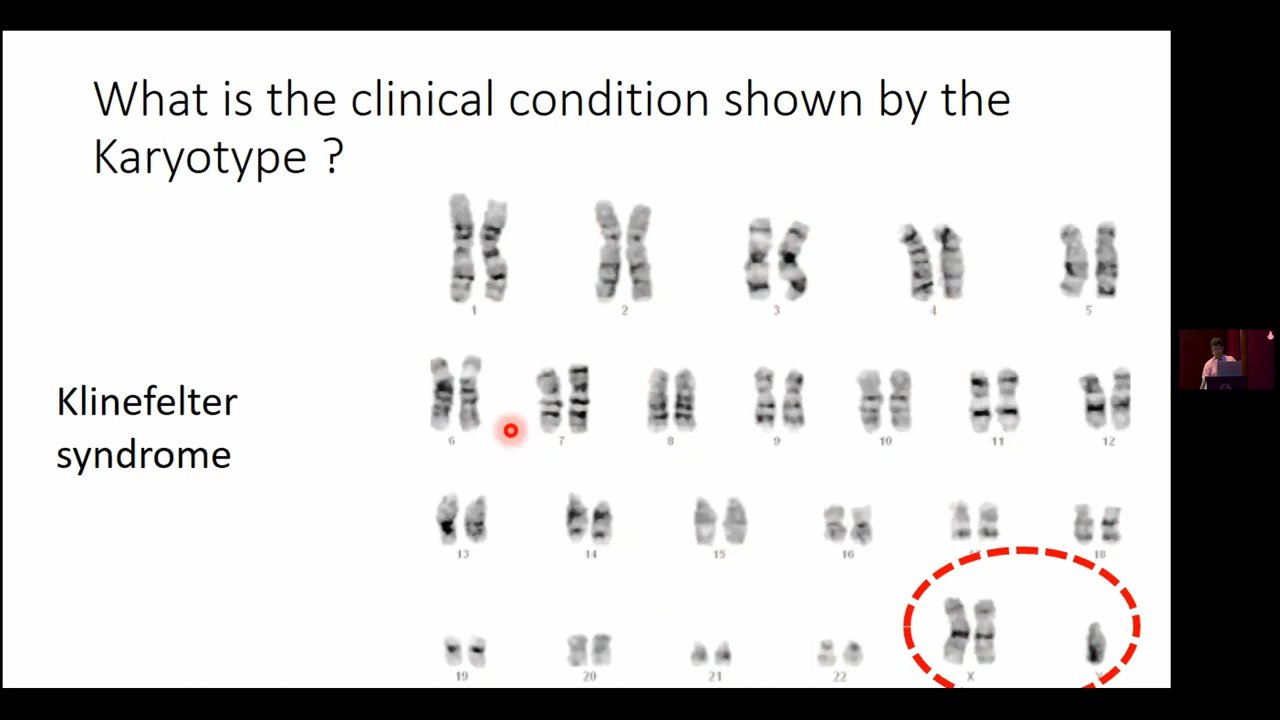 What is the clinical condition shown by the
Karyotype ?
1 2 3 4 5
Klinefelter
syndrome
6 7 8 9 10 11 12
13 14 15 16 17 18
19 20 21 22 X Y